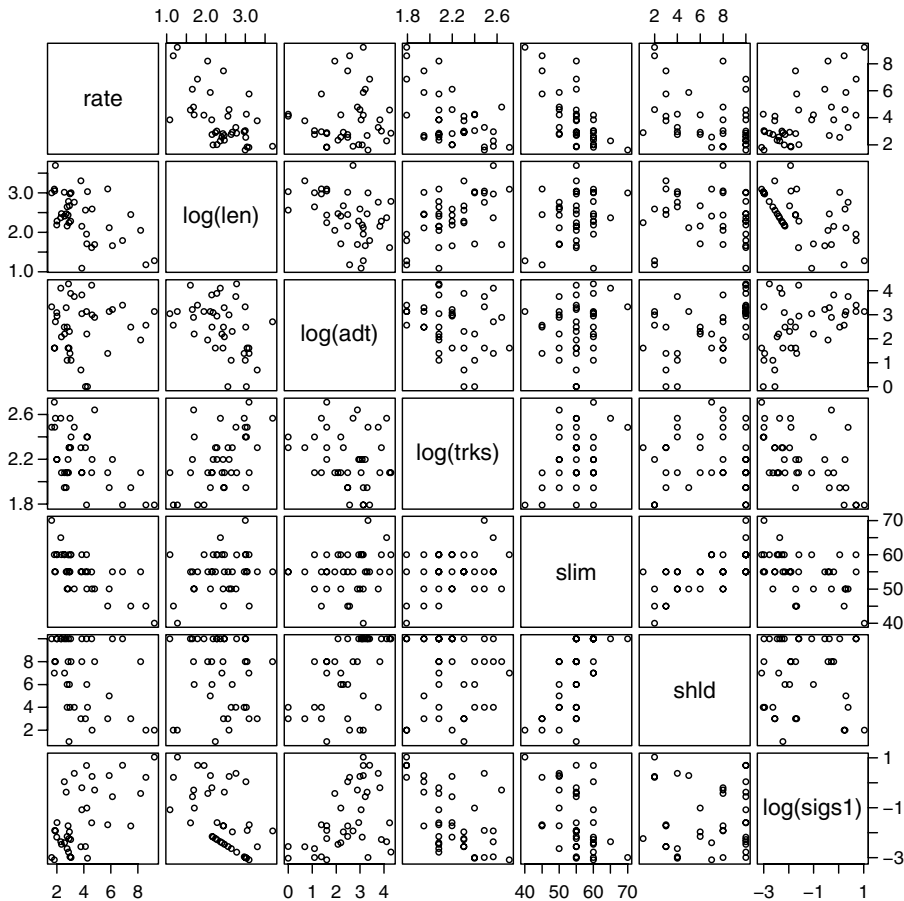 1.0 2.0 3.0 1.8 2.2 2.6 2 4 6 8
rate
2 4 6 8
1.0 2.0 3.0
log(len)
log(adt)
0 1 2 3 4
1.8 2.2 2.6
log(trks)
slim
40 50 60 70
2 4 6 8
shld
log(sigs1)
−3 −1 1
2 4 6 8 0 1 2 3 4 40 50 60 70 −3 −1 1